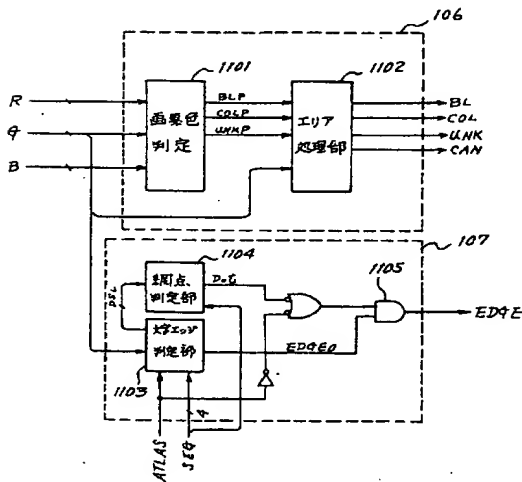 106
1101
1102
R
G
B
画素色
判定
BLP
COLP
UNKP
エリア
処理部
BL
COL
UNK
CAN
107
1104
1105
網点
判定部
Dot
DSL
文字エッジ
判定部
EDGE0
EDGE
1103
4
ATLAS
SEG